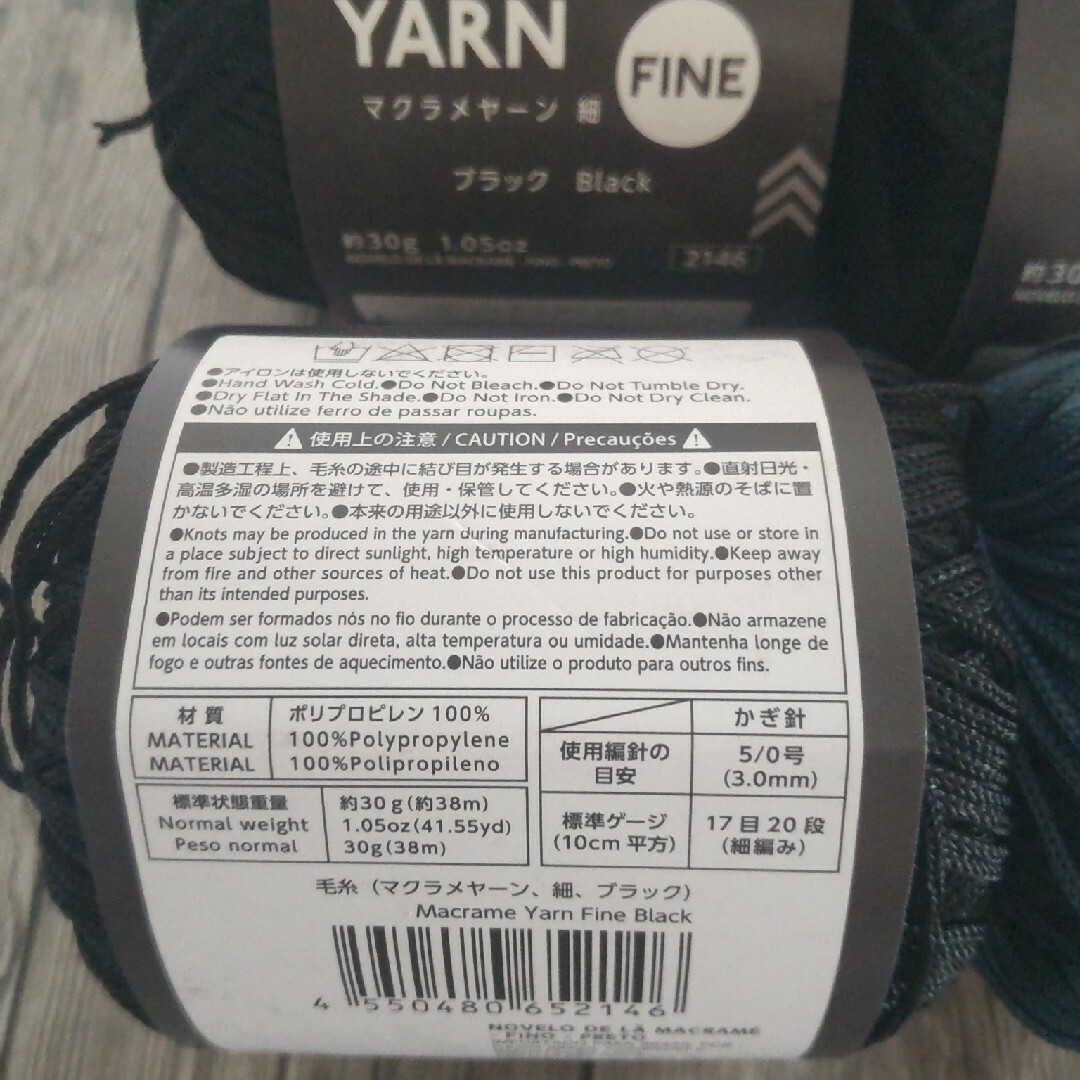 YARN
FINE
マクラメヤーン 細
ブラック Black
約30g 1.05oz
2146
約30
●アイロンは使用しないでください。
●Hand Wash Cold.●Do Not Bleach.●Do Not Tumble Dry.
●Dry Flat In The Shade.●Do Not Iron.●Do Not Dry Clean.
●Não utilize ferro de passar roupas.
使用上の注意 / CAUTION / Precauções
●製造工程上、毛糸の途中に結び目が発生する場合があります。●直射日光・
高温多湿の場所を避けて、使用・保管してください。●火や熱源のそばに置
かないでください。●本来の用途以外に使用しないでください。
●Knots may be produced in the yarn during manufacturing.●Do not use or store in
a place subject to direct sunlight, high temperature or high humidity.●Keep away
from fire and other sources of heat.●Do not use this product for purposes other
than its intended purposes.
●Podem ser formados nós no fio durante o processo de fabricação.●Não armazene
em locais com luz solar direta, alta temperatura ou umidade.●Mantenha longe de
fogo e outras fontes de aquecimento.●Não utilize o produto para outros fins.
材質 ポリプロピレン 100%
MATERIAL 100%Polypropylene
MATERIAL 100%Polipropileno
標準状態重量 約30g(約38m)
Normal weight 1.05oz(41.55yd)
Peso normal 30g(38m)
かぎ針
使用編針の
目安
5/0号
(3.0mm)
標準ゲージ
(10cm 平方)
17目20段
(細編み)
毛糸（マクラメヤーン、細、ブラック）
Macrame Yarn Fine Black
4 550480 652146
NOVELO DE LÃ MACRAMÊ
- FINO - PRETO